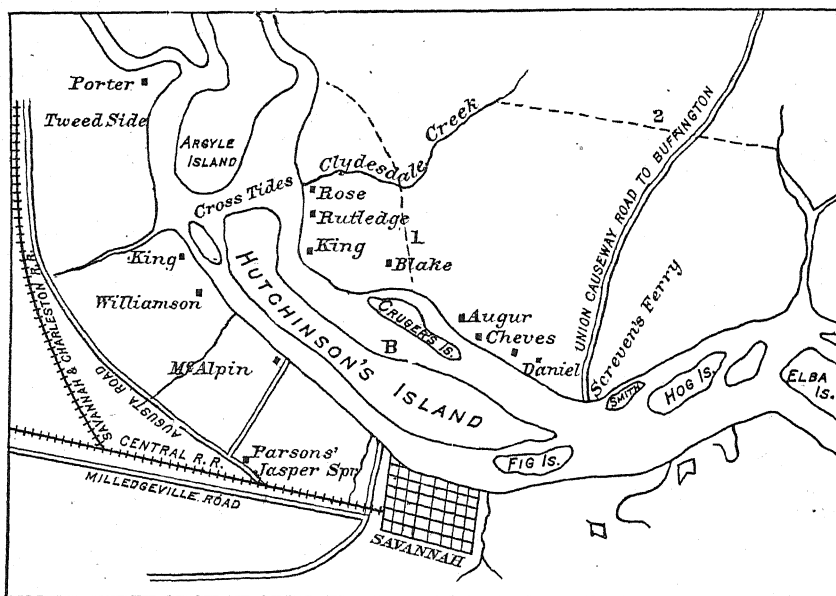 Porter
Tweed Side
ARGYLE
ISLAND
Cross Tides
Clydesdale Creek
2
Rose
Rutledge
1
King
Blake
UNION CAUSEWAY ROAD TO BUFFINGTON
King
Williamson
HUTCHINSON'S ISLAND
CRUGER'S IS.
B
Augur
Cheves
Daniel
Screven's Ferry
SMITH
HOG IS.
ELBA
IS.
McAlpin
SAVANNAH & CHARLESTON R.R.
AUGUSTA ROAD
CENTRAL R.R.
Parsons'
Jasper Spr
MILLEDGEVILLE ROAD
FIG IS.
SAVANNAH